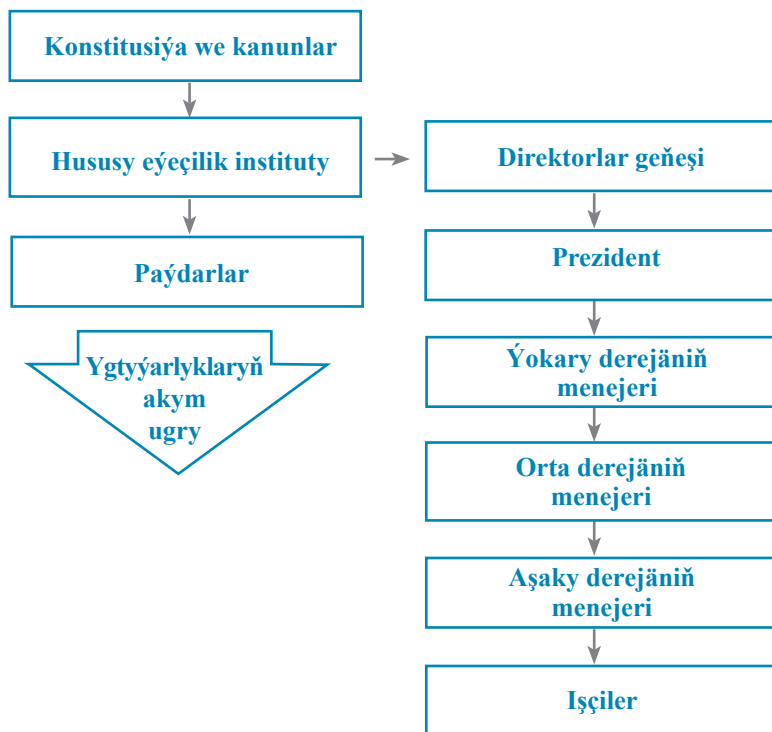 Konstitusiýa we kanunlar
Hususy eýeçilik instituty
Paýdarlar
Ygtyýarlyklaryň
akym
ugry
Direktorlar geňeşi
Prezident
Ýokary derejäniň
menejeri
Orta derejäniň
menejeri
Aşaky derejäniň
menejeri
Işçiler